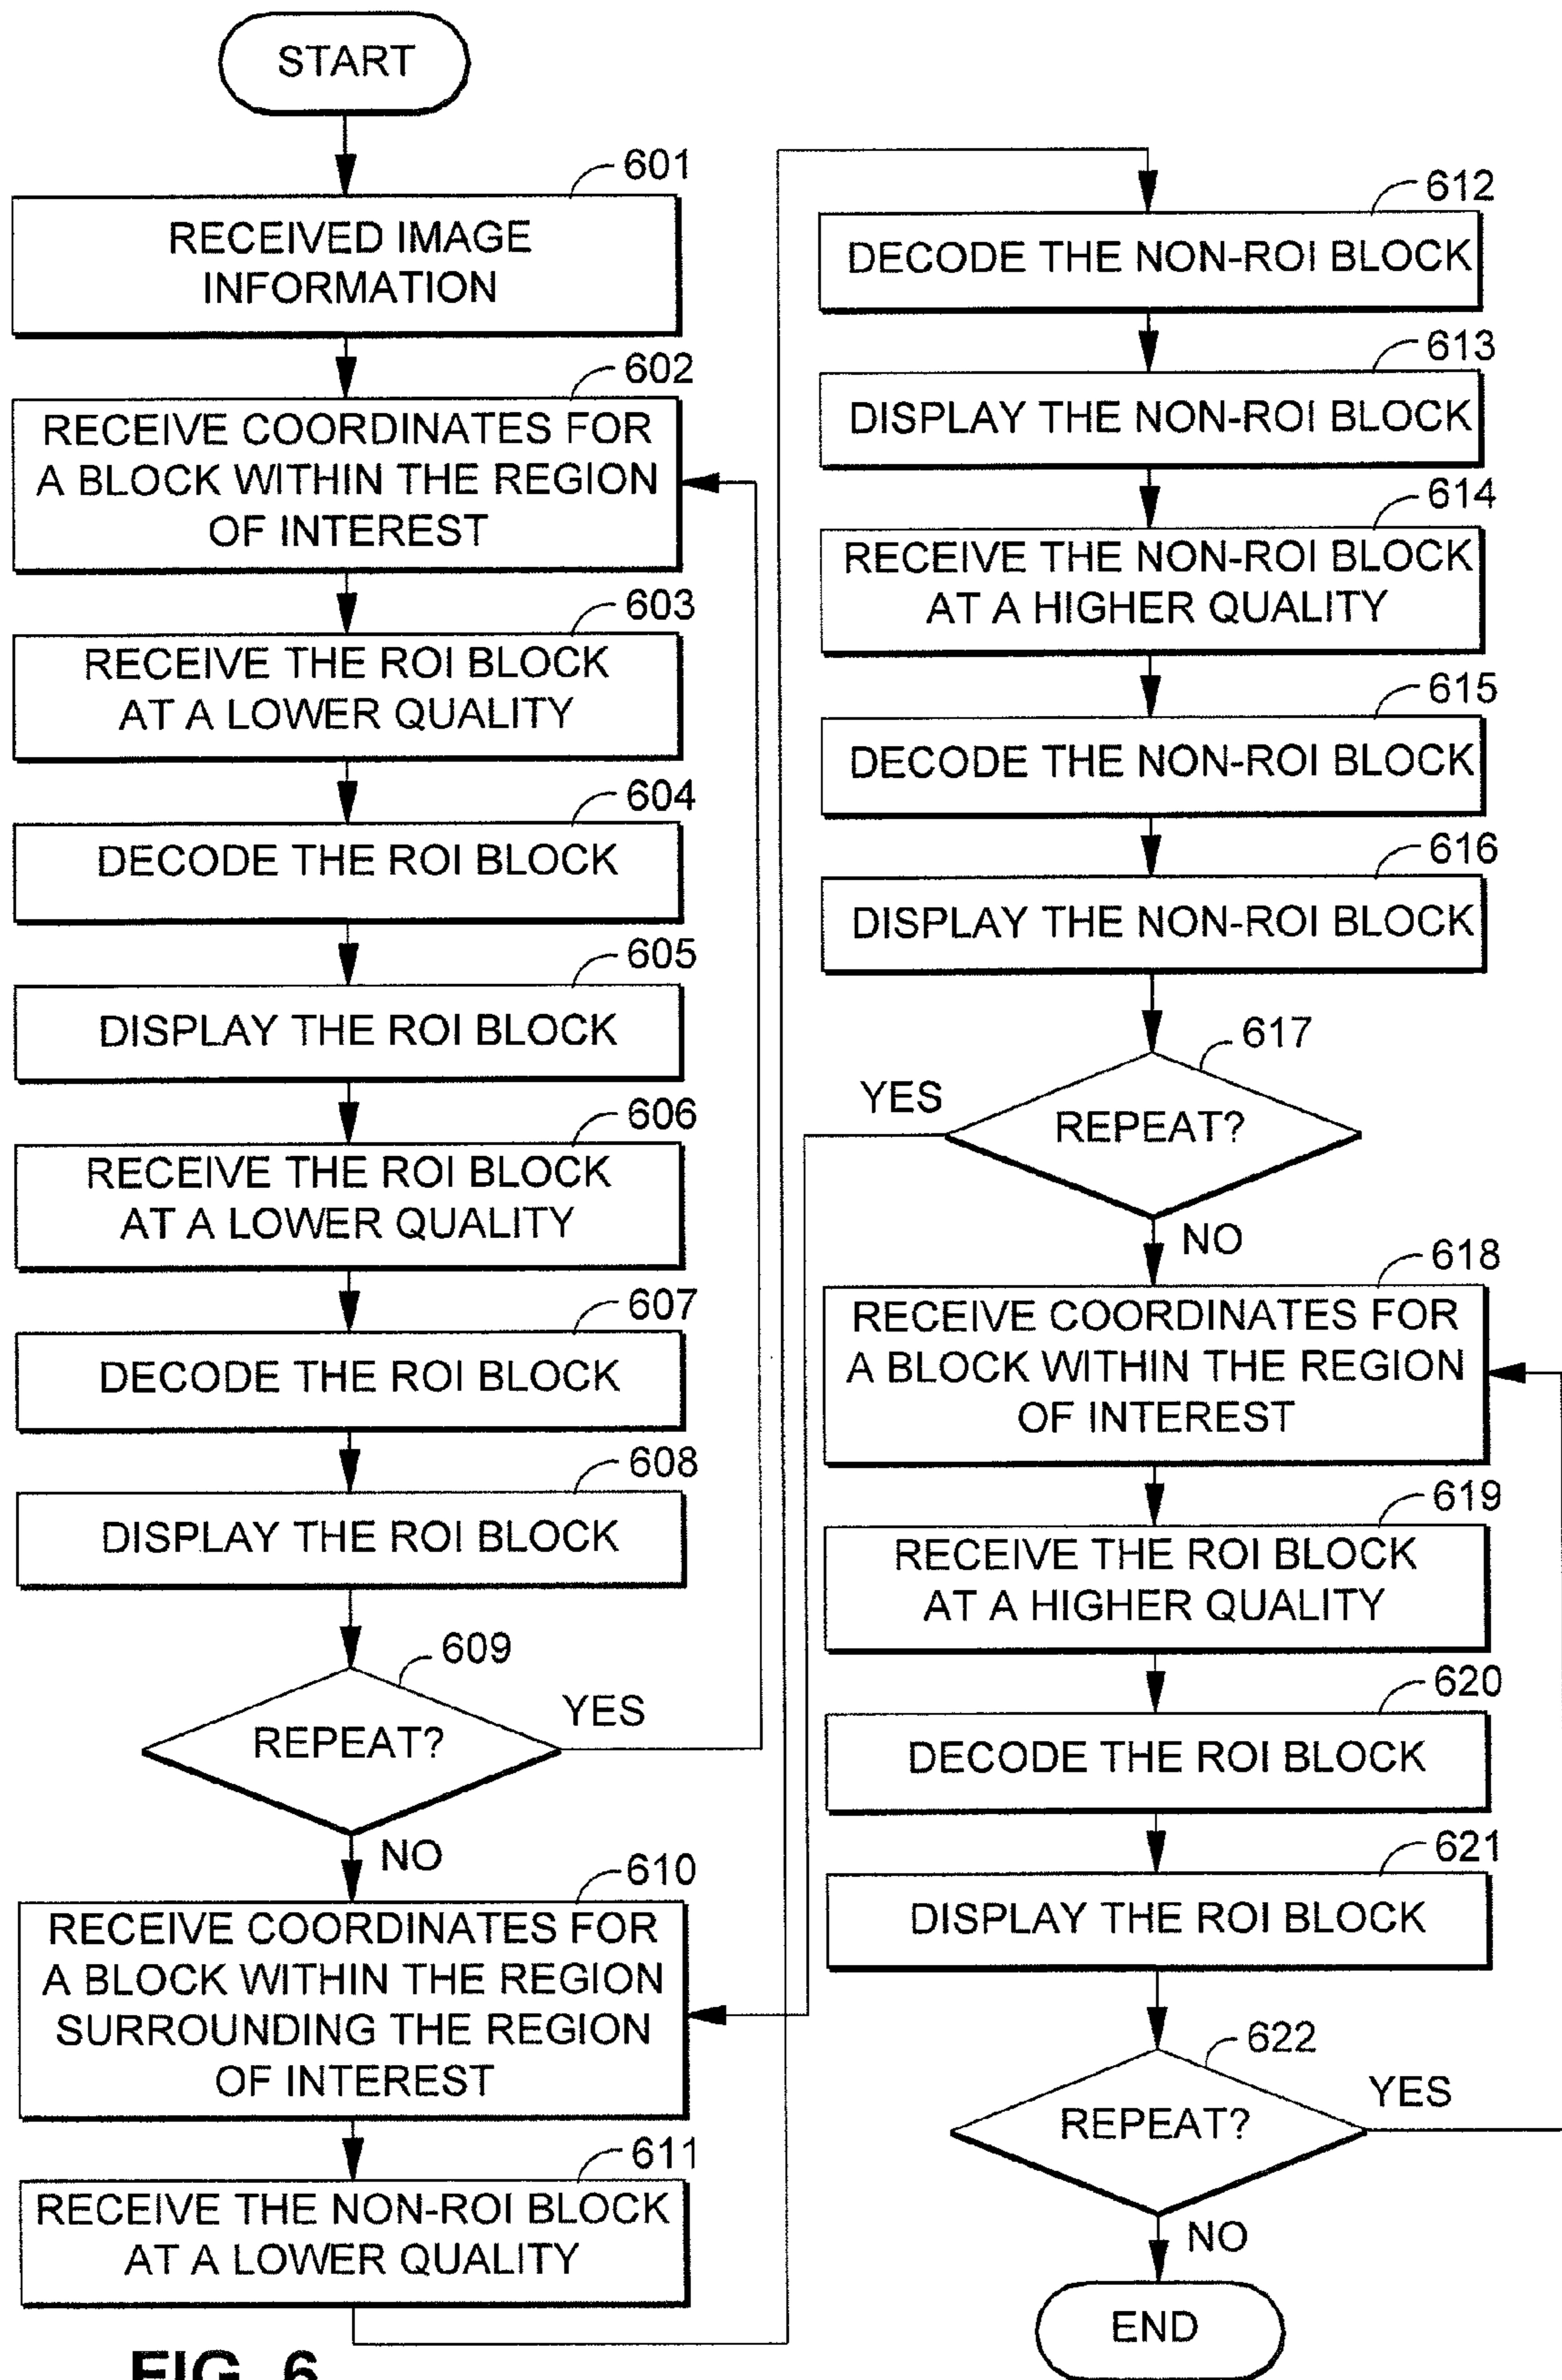 START
601
RECEIVED IMAGE
INFORMATION
602
RECEIVE COORDINATES FOR
A BLOCK WITHIN THE REGION
OF INTEREST
603
RECEIVE THE ROI BLOCK
AT A LOWER QUALITY
604
DECODE THE ROI BLOCK
605
DISPLAY THE ROI BLOCK
606
RECEIVE THE ROI BLOCK
AT A LOWER QUALITY
607
DECODE THE ROI BLOCK
608
DISPLAY THE ROI BLOCK
609
REPEAT?
YES
NO
610
RECEIVE COORDINATES FOR
A BLOCK WITHIN THE REGION
SURROUNDING THE REGION
OF INTEREST
611
RECEIVE THE NON-ROI BLOCK
AT A LOWER QUALITY
612
DECODE THE NON-ROI BLOCK
613
DISPLAY THE NON-ROI BLOCK
614
RECEIVE THE NON-ROI BLOCK
AT A HIGHER QUALITY
615
DECODE THE NON-ROI BLOCK
616
DISPLAY THE NON-ROI BLOCK
617
YES
REPEAT?
NO
618
RECEIVE COORDINATES FOR
A BLOCK WITHIN THE REGION
OF INTEREST
619
RECEIVE THE ROI BLOCK
AT A HIGHER QUALITY
620
DECODE THE ROI BLOCK
621
DISPLAY THE ROI BLOCK
622
REPEAT?
YES
NO
END
FIG. 6